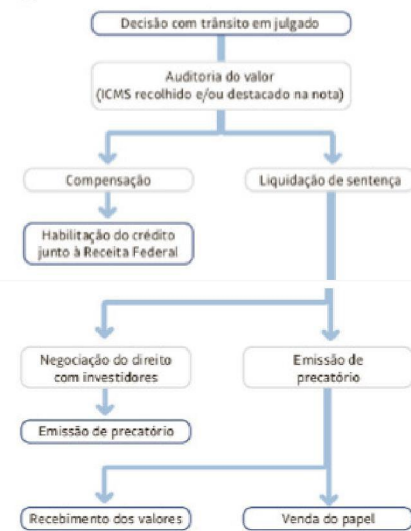 Decisão com trânsito em julgado
Auditoria do valor
(ICMS recolhido e/ou destacado na nota)
Compensação
Liquidação de sentença
Habilitação do crédito
junto à Receita Federal
Negociação do direito
com investidores
Emissão de
precatório
Emissão de precatório
Recebimento dos valores
Venda do papel